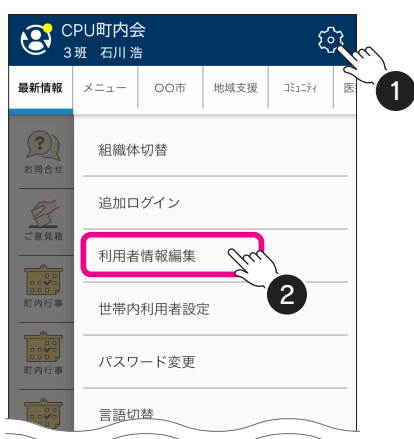 CPU町内会
3班 石川 浩
1
最新情報 メニュー ○○市 地域支援 ｺﾐｭﾆﾃｨ 医
?
お問合せ
組織体切替
追加ログイン
ご意見箱
利用者情報編集
2
町内行事
世帯内利用者設定
町内行事
パスワード変更
言語切替